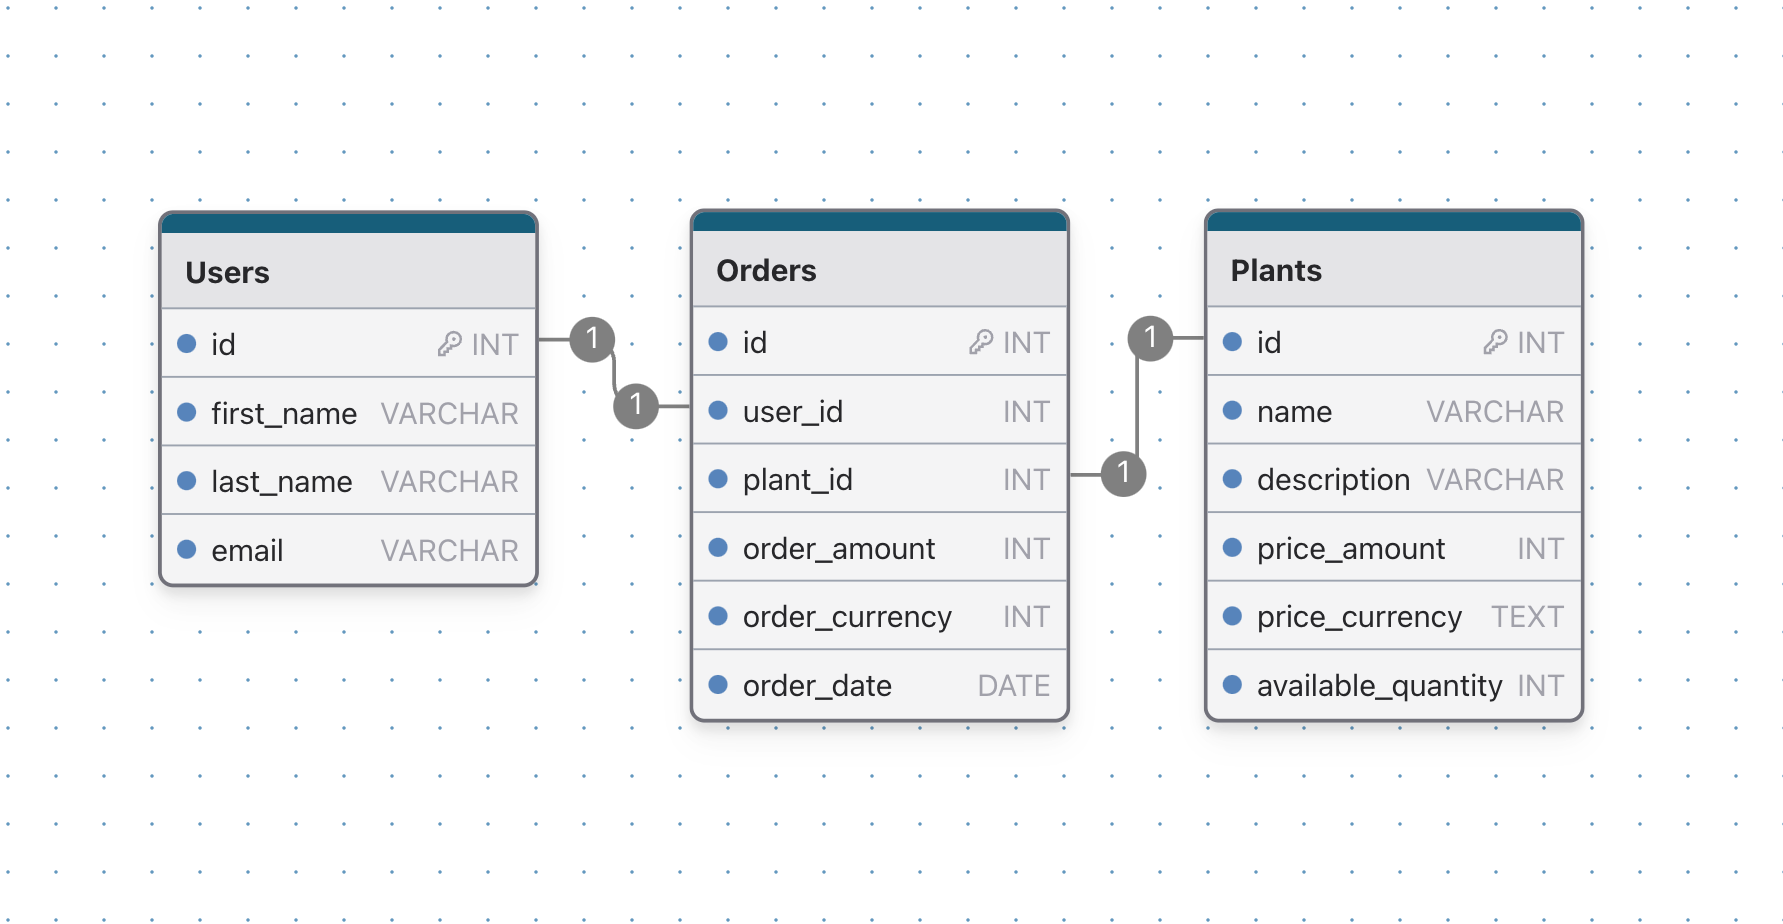 Users
id INT
first_name VARCHAR
last_name VARCHAR
email VARCHAR
1
1
Orders
id INT
user_id INT
plant_id INT
order_amount INT
order_currency INT
order_date DATE
1
1
Plants
id INT
name VARCHAR
description VARCHAR
price_amount INT
price_currency TEXT
available_quantity INT